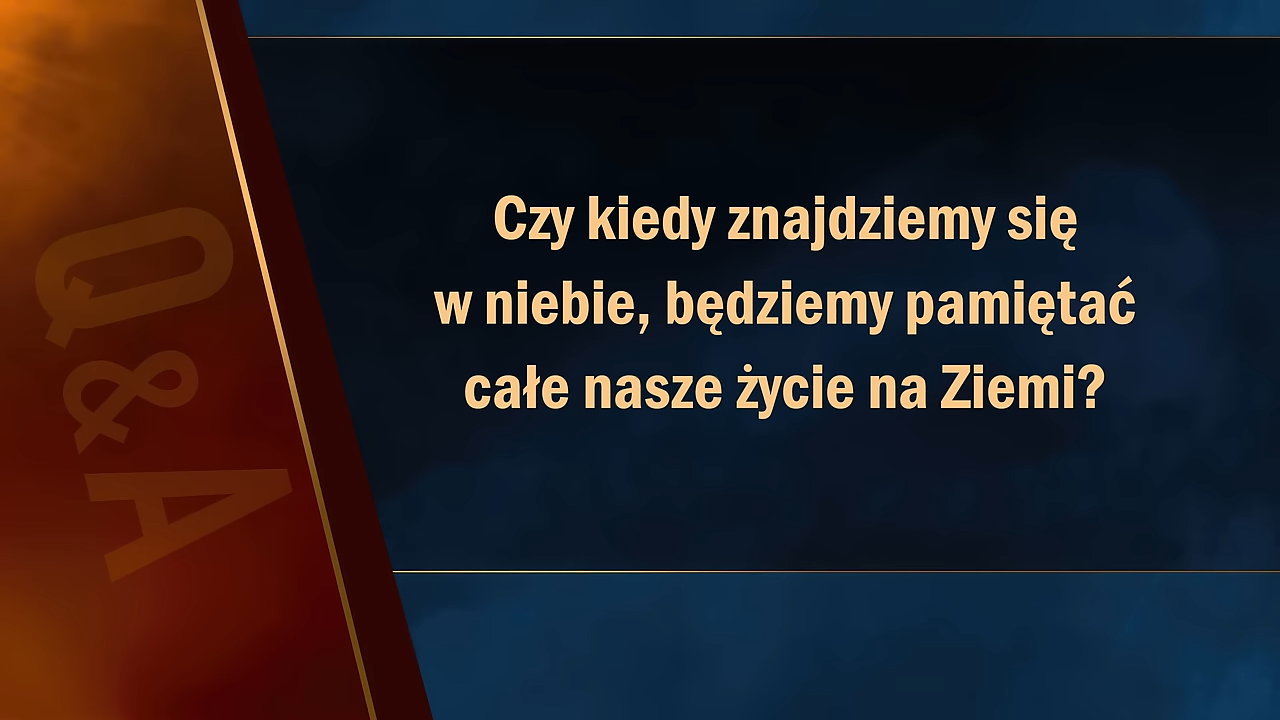 Q & A
Czy kiedy znajdziemy się
w niebie, będziemy pamiętać
całe nasze życie na Ziemi?